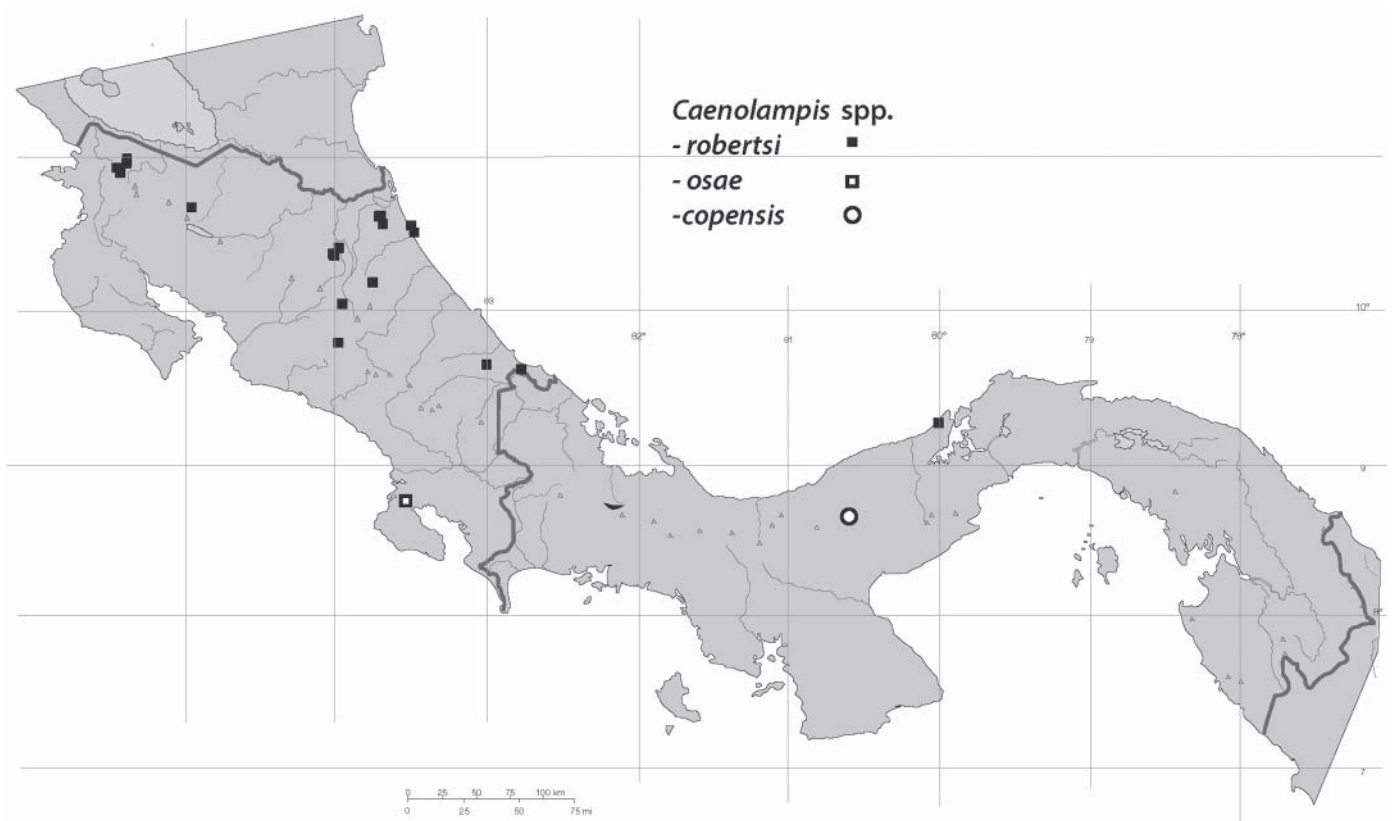 Caenolampis spp.
- robertsi
- osae
-copensis
83
10°
82°
81
80°
79
78°
9
8°
7
0 25 50 75 100 km
0 25 50 75 mi